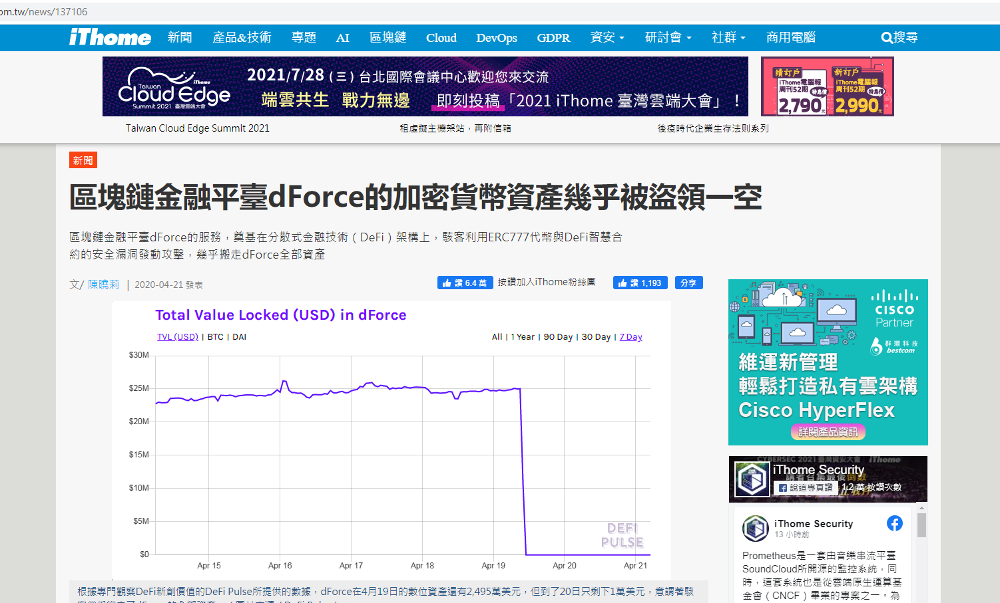 om.tw/news/137106
iThome 新聞 產品&技術 專題 AI 區塊鏈 Cloud DevOps GDPR 資安 研討會 社群 商用電腦 搜尋
Taiwan
iThome
Cloud Edge
Summit 2021 臺灣雲端大會
2021/7/28 (三) 台北國際會議中心歡迎您來交流
端雲共生 戰力無邊 即刻投稿「2021 iThome 臺灣雲端大會」！
續訂戶
iThome電腦報
周刊52期
特惠價
2,790元
新訂戶
iThome電腦報
周刊52期
特惠價
2,990元
Taiwan Cloud Edge Summit 2021 租虛擬主機架站，再附信箱 後疫時代企業生存法則系列
新聞
區塊鏈金融平臺dForce的加密貨幣資產幾乎被盜領一空
區塊鏈金融平臺dForce的服務，奠基在分散式金融技術（DeFi）架構上，駭客利用ERC777代幣與DeFi智慧合
約的安全漏洞發動攻擊，幾乎搬走dForce全部資產
文/ 陳曉莉 | 2020-04-21 發表 讚 6.4 萬 按讚加入iThome粉絲團 讚 1,193 分享
Total Value Locked (USD) in dForce
TVL (USD) | BTC | DAI All | 1 Year | 90 Day | 30 Day | 7 Day
$30M
$25M
$20M
$15M
$10M
$5M
$0
DEFI
PULSE
Apr 15 Apr 16 Apr 17 Apr 18 Apr 19 Apr 20 Apr 21
根據專門觀察DeFi新創價值的DeFi Pulse所提供的數據，dForce在4月19日的數位資產還有2,495萬美元，但到了20日只剩下1萬美元，意謂著駭
CISCO
Partner
群環科技
bestcom
維運新管理
輕鬆打造私有雲架構
Cisco HyperFlex
詳閱產品資訊
CYBERSEC 2021 臺灣資安大會 iThome
iThome Security
說這專頁讚 1.2 萬 按讚次數
iThome Security
13 小時前
Prometheus是一套由音樂串流平臺
SoundCloud所開源的監控系統，同
時，這套系統也是從雲端原生運算基
金會（CNCF）畢業的專案之一。為